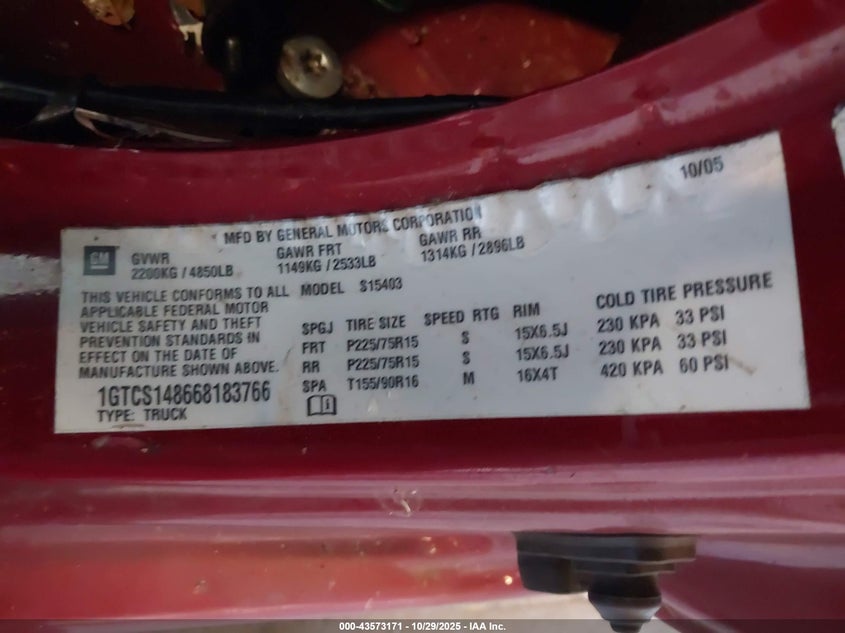 10/05
MFD BY GENERAL MOTORS CORPORATION
GM
GVWR GAWR FRT GAWR RR
2200KG / 4850LB 1149KG / 2533LB 1314KG / 2896LB
THIS VEHICLE CONFORMS TO ALL
APPLICABLE FEDERAL MOTOR
VEHICLE SAFETY AND THEFT
PREVENTION STANDARDS IN
EFFECT ON THE DATE OF
MANUFACTURE SHOWN ABOVE.
1GTCS148668183766
TYPE: TRUCK
MODEL S15403
SPGJ TIRE SIZE SPEED RTG RIM COLD TIRE PRESSURE
FRT P225/75R15 S 15X6.5J 230 KPA 33 PSI
RR P225/75R15 S 15X6.5J 230 KPA 33 PSI
SPA T155/90R16 M 16X4T 420 KPA 60 PSI
000-43573171 | 10/29/2025 - IAA Inc.